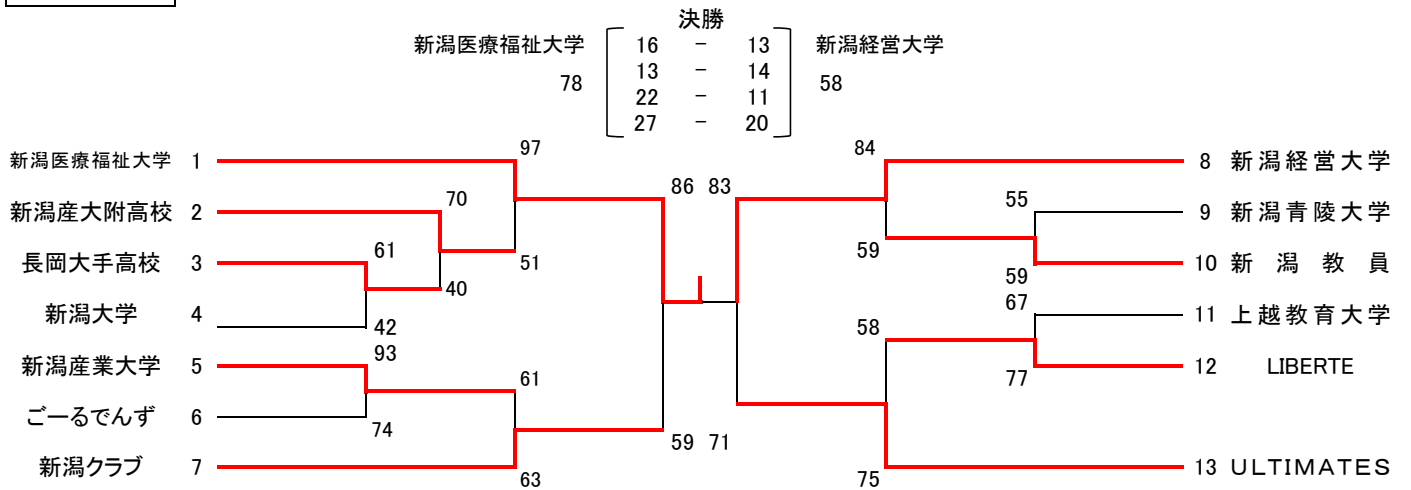 決勝
新潟医療福祉大学 16 - 13 新潟経営大学
13 - 14
78 58
22 - 11
27 - 20
97 84
新潟医療福祉大学 1 8 新潟経営大学
70 86 83 55
新潟産大附高校 2 9 新潟青陵大学
61 59
長岡大手高校 3 51 59 10 新潟教員
40 67
新潟大学 4 11 上越教育大学
42 58
93
新潟産業大学 5 12 LIBERTE
61 77
ごーるでんず 6
74
59 71
新潟クラブ 7 13 ULTIMATES
63 75